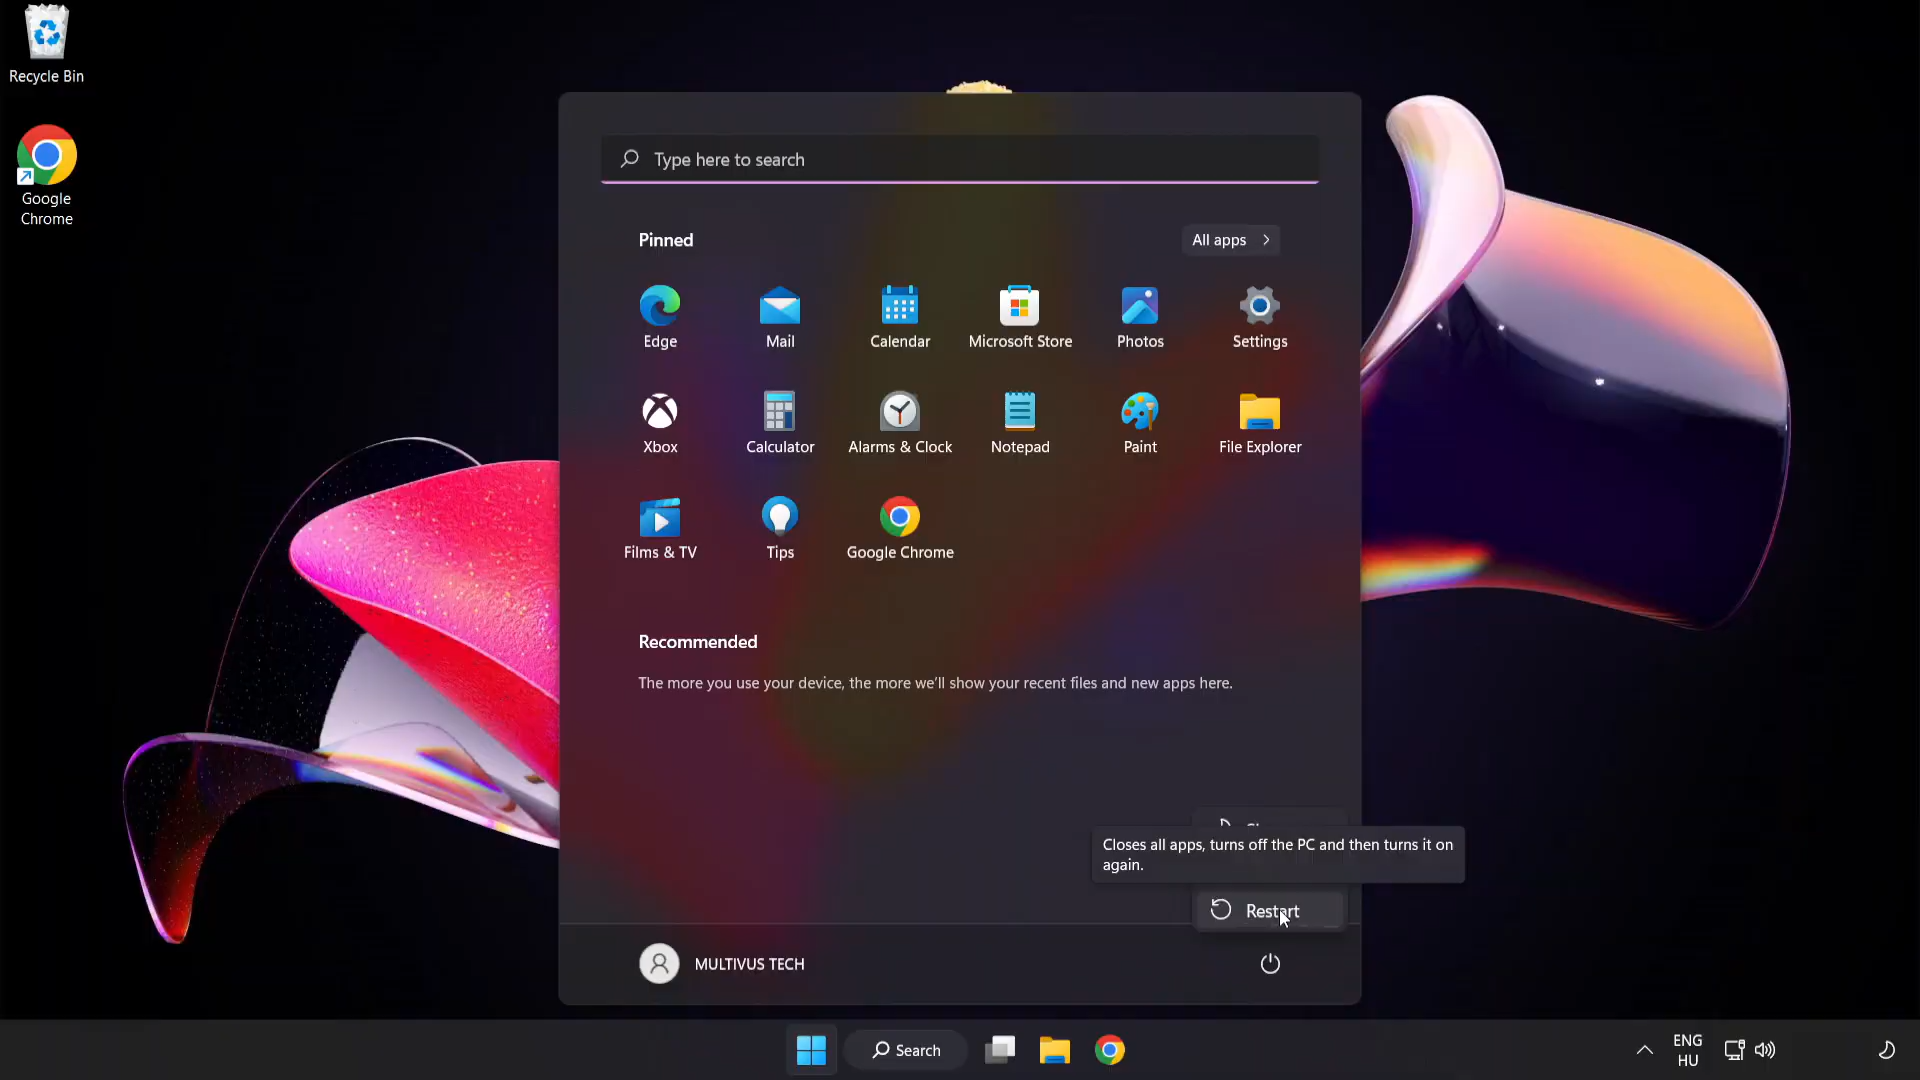 Recycle Bin
Google
Chrome
Type here to search
Pinned
All apps
Edge
Mail
Calendar
Microsoft Store
Photos
Settings
Xbox
Calculator
Alarms & Clock
Notepad
Paint
File Explorer
Films & TV
Tips
Google Chrome
Recommended
The more you use your device, the more we'll show your recent files and new apps here.
Closes all apps, turns off the PC and then turns it on
again.
Restart
MULTIVUS TECH
Search
ENG
HU